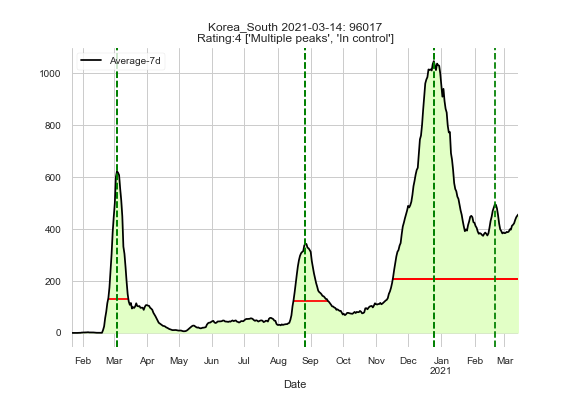 Korea_South 2021-03-14: 96017
Rating:4 ['Multiple peaks', 'In control']
Average-7d
1000
800
600
400
200
0
Feb Mar Apr May Jun Jul Aug Sep Oct Nov Dec Jan Feb Mar
2021
Date